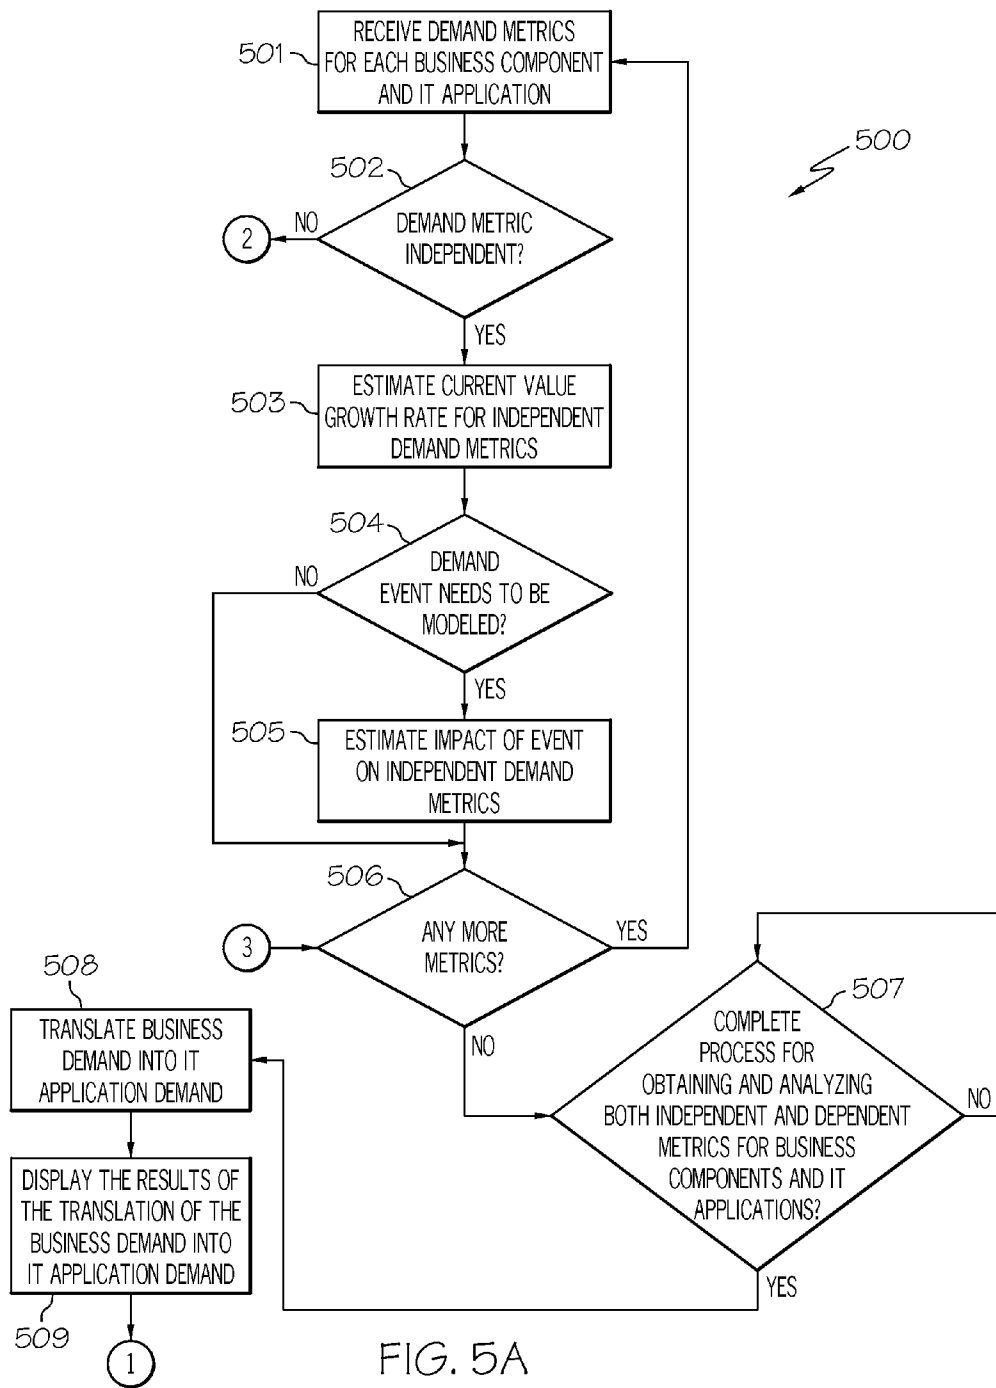 501
RECEIVE DEMAND METRICS
FOR EACH BUSINESS COMPONENT
AND IT APPLICATION
500
502
DEMAND METRIC
INDEPENDENT?
NO
2
YES
503
ESTIMATE CURRENT VALUE
GROWTH RATE FOR INDEPENDENT
DEMAND METRICS
504
DEMAND
EVENT NEEDS TO BE
MODELED?
NO
YES
505
ESTIMATE IMPACT OF EVENT
ON INDEPENDENT DEMAND
METRICS
506
ANY MORE
METRICS?
3
YES
NO
507
COMPLETE
PROCESS FOR
OBTAINING AND ANALYZING
BOTH INDEPENDENT AND DEPENDENT
METRICS FOR BUSINESS
COMPONENTS AND IT
APPLICATIONS?
NO
YES
508
TRANSLATE BUSINESS
DEMAND INTO IT
APPLICATION DEMAND
DISPLAY THE RESULTS OF
THE TRANSLATION OF THE
BUSINESS DEMAND INTO
IT APPLICATION DEMAND
509
1
FIG. 5A